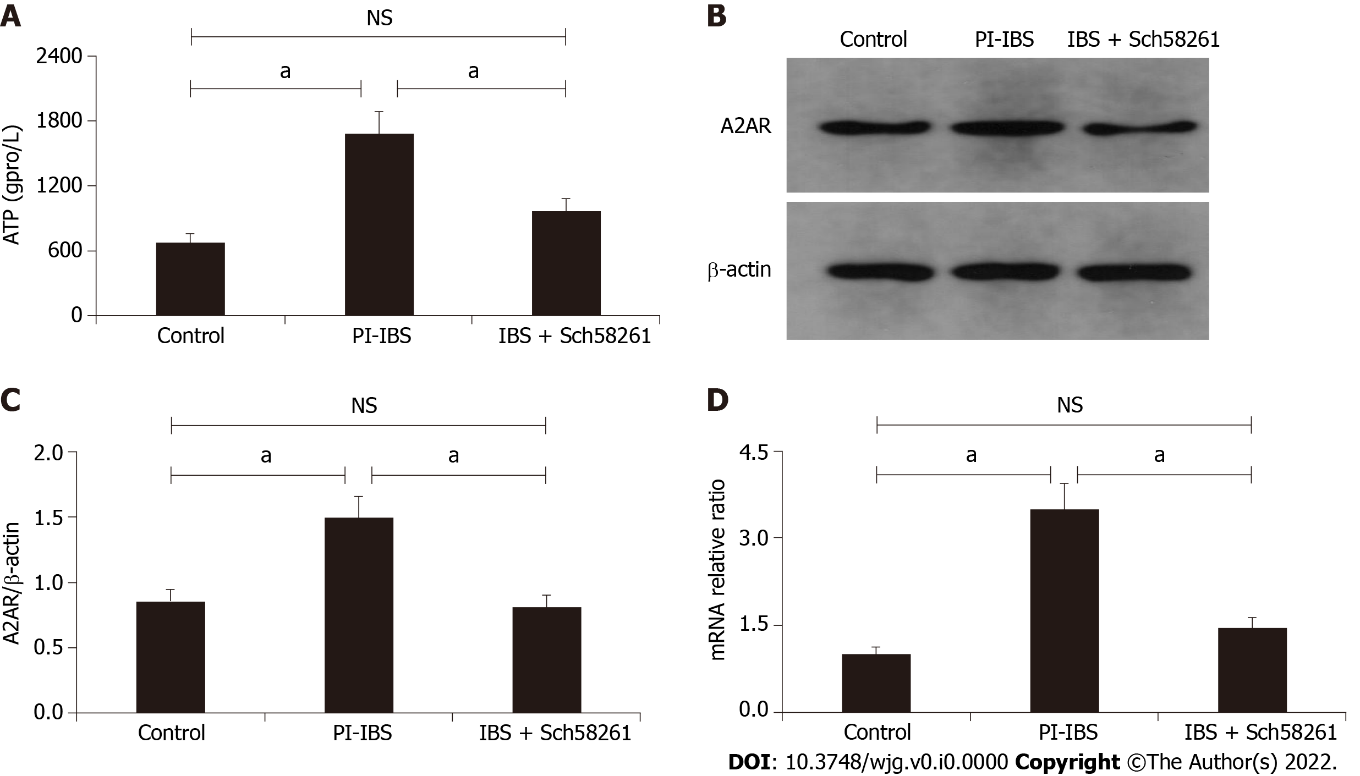 A
NS
a a
2400
1800
1200
600
0
ATP (gpro/L)
Control PI-IBS IBS + Sch58261
B
Control PI-IBS IBS + Sch58261
A2AR
β-actin
C
NS
a a
2.0
1.5
1.0
0.5
0.0
A2AR/β-actin
Control PI-IBS IBS + Sch58261
D
NS
a a
4.5
3.0
1.5
0.0
mRNA relative ratio
Control PI-IBS IBS + Sch58261
DOI: 10.3748/wjg.v0.i0.0000 Copyright ©The Author(s) 2022.